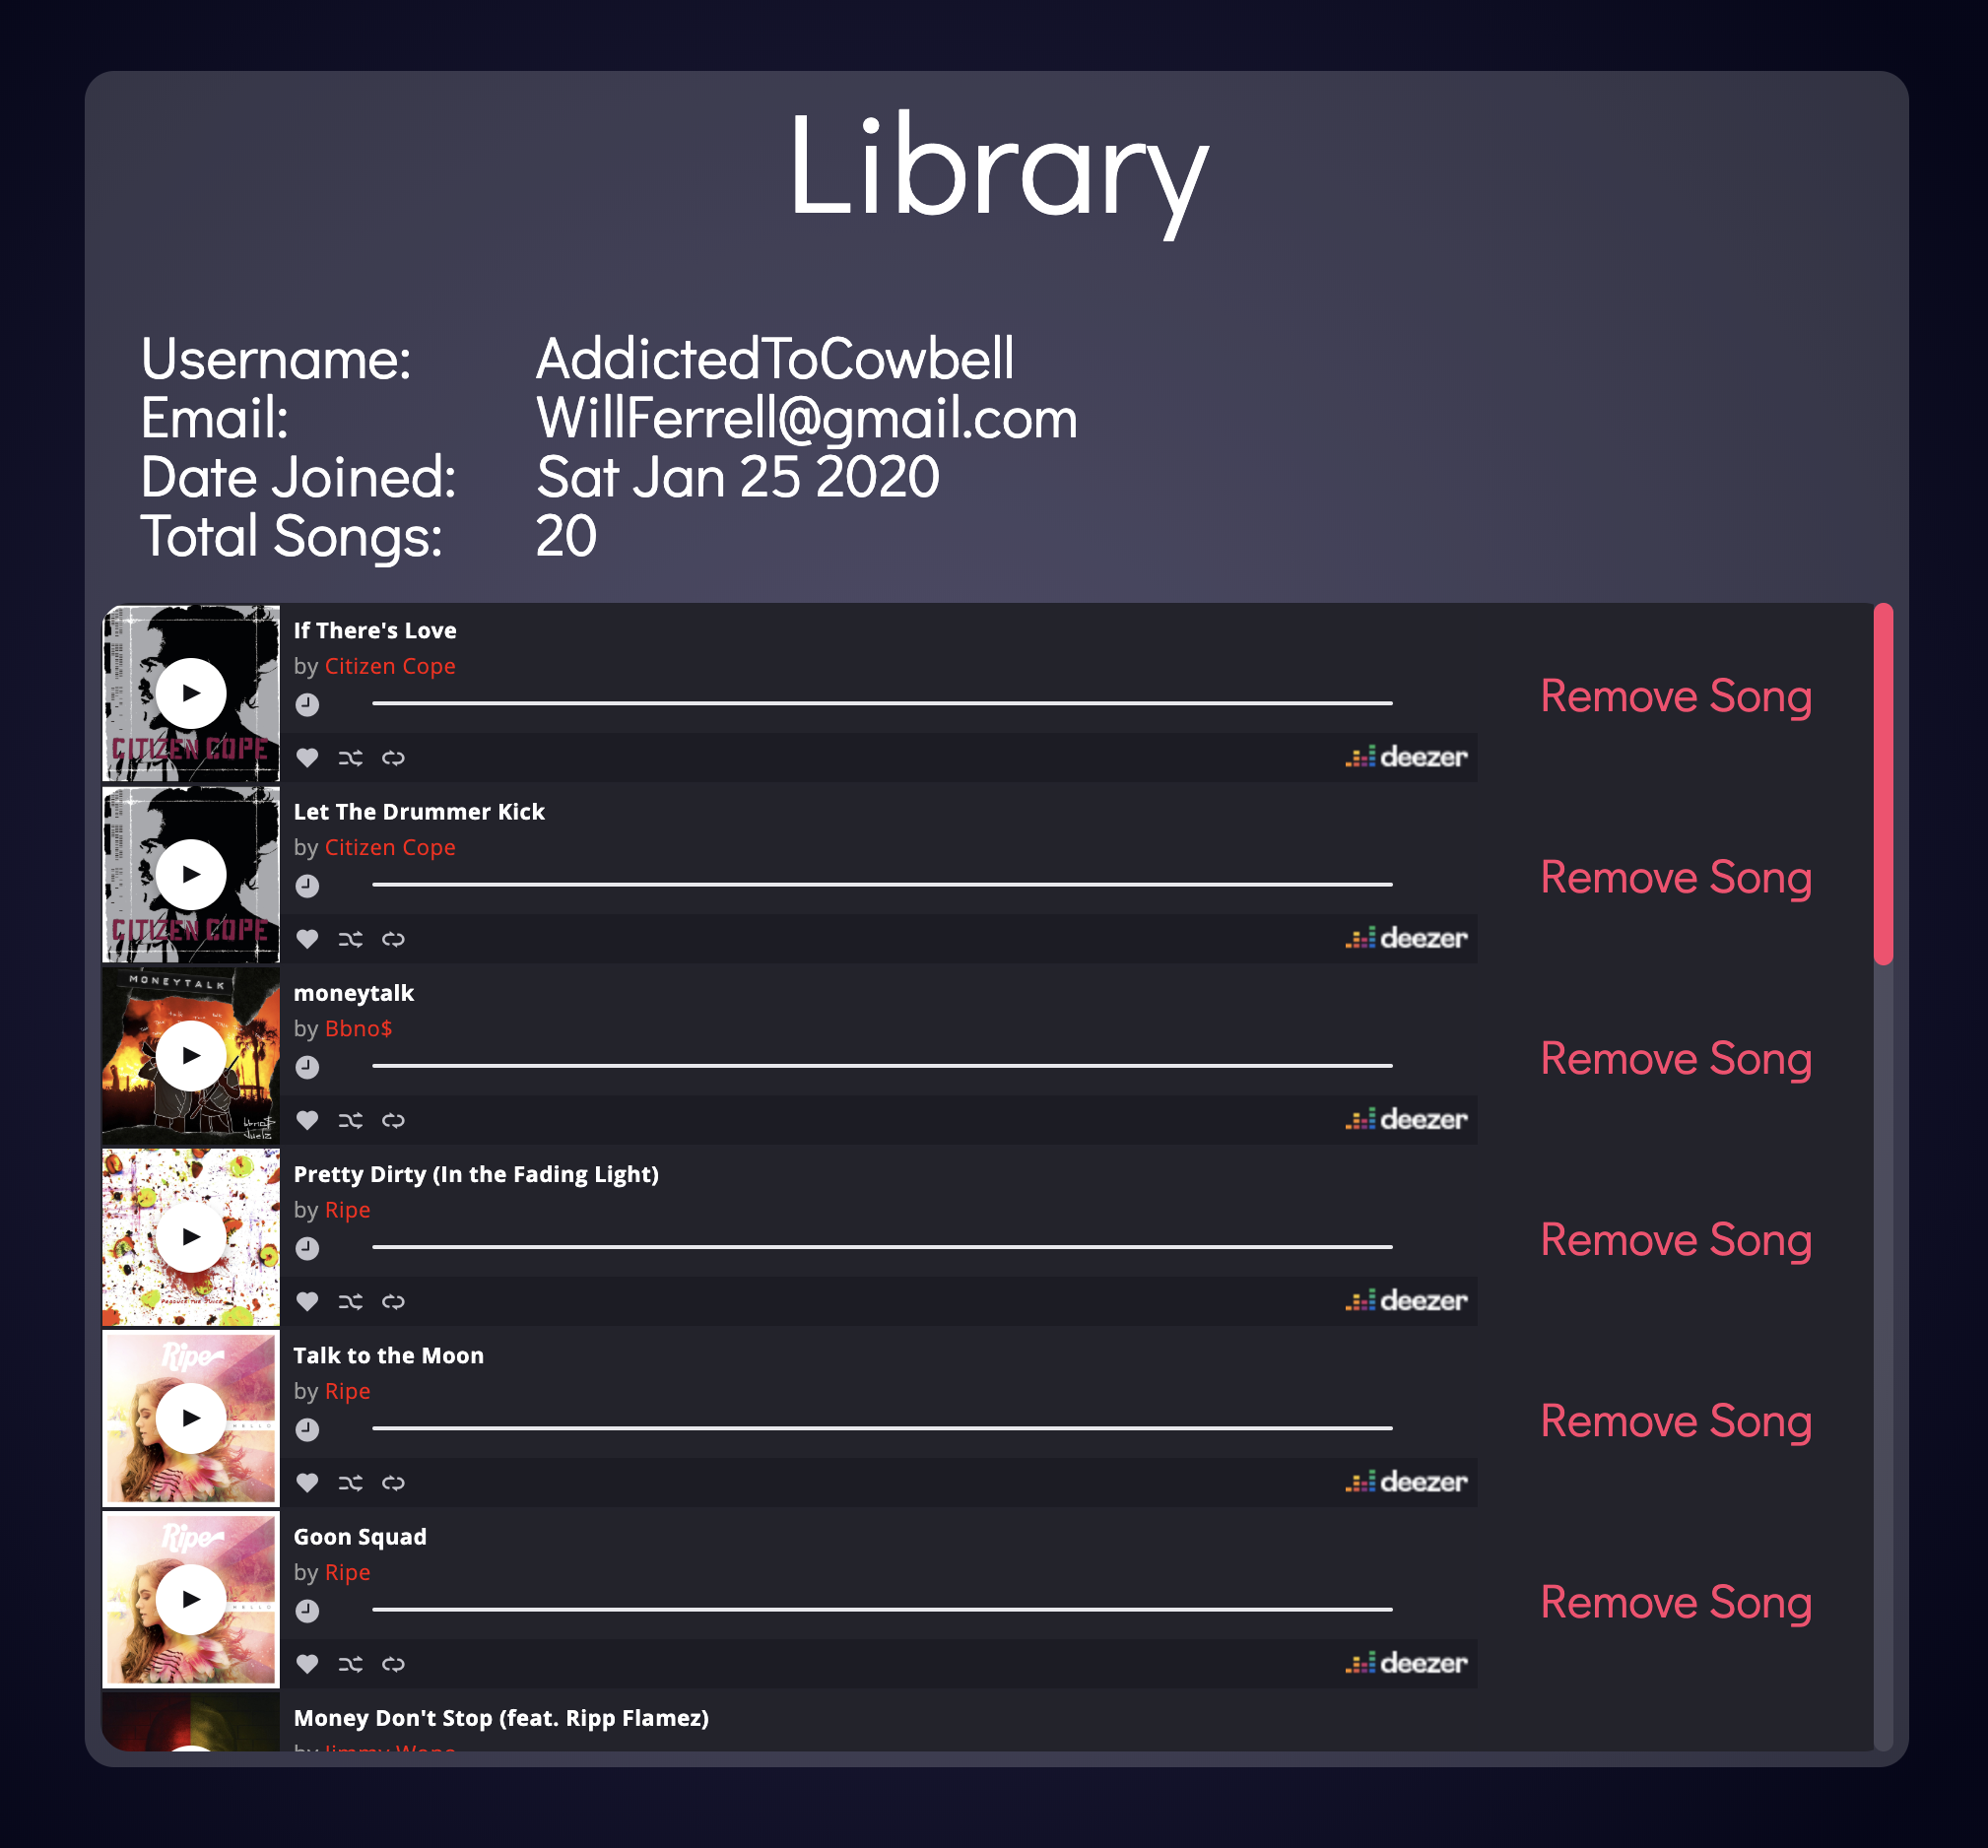 Library
Username: AddictedToCowbell
Email: WillFerrell@gmail.com
Date Joined: Sat Jan 25 2020
Total Songs: 20
If There's Love
by Citizen Cope
Remove Song
CITIZEN COPE
deezer
Let The Drummer Kick
by Citizen Cope
Remove Song
CITIZEN COPE
deezer
MONEYTALK
moneytalk
by Bbno$
Remove Song
deezer
Pretty Dirty (In the Fading Light)
by Ripe
Remove Song
deezer
Ripe
Talk to the Moon
by Ripe
Remove Song
deezer
Ripe
Goon Squad
by Ripe
Remove Song
deezer
Money Don't Stop (feat. Ripp Flamez)
by Jimmy Wopo